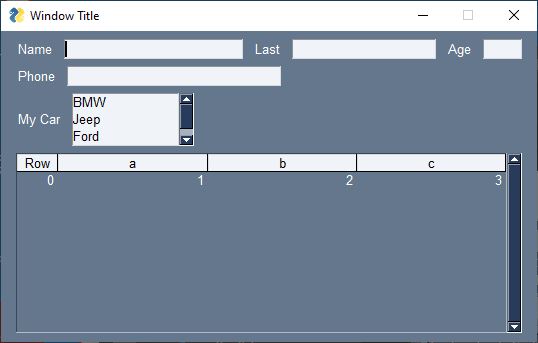 Window Title
Name Last Age
Phone
My Car BMW
Jeep
Ford
Row a b c
0 1 2 3